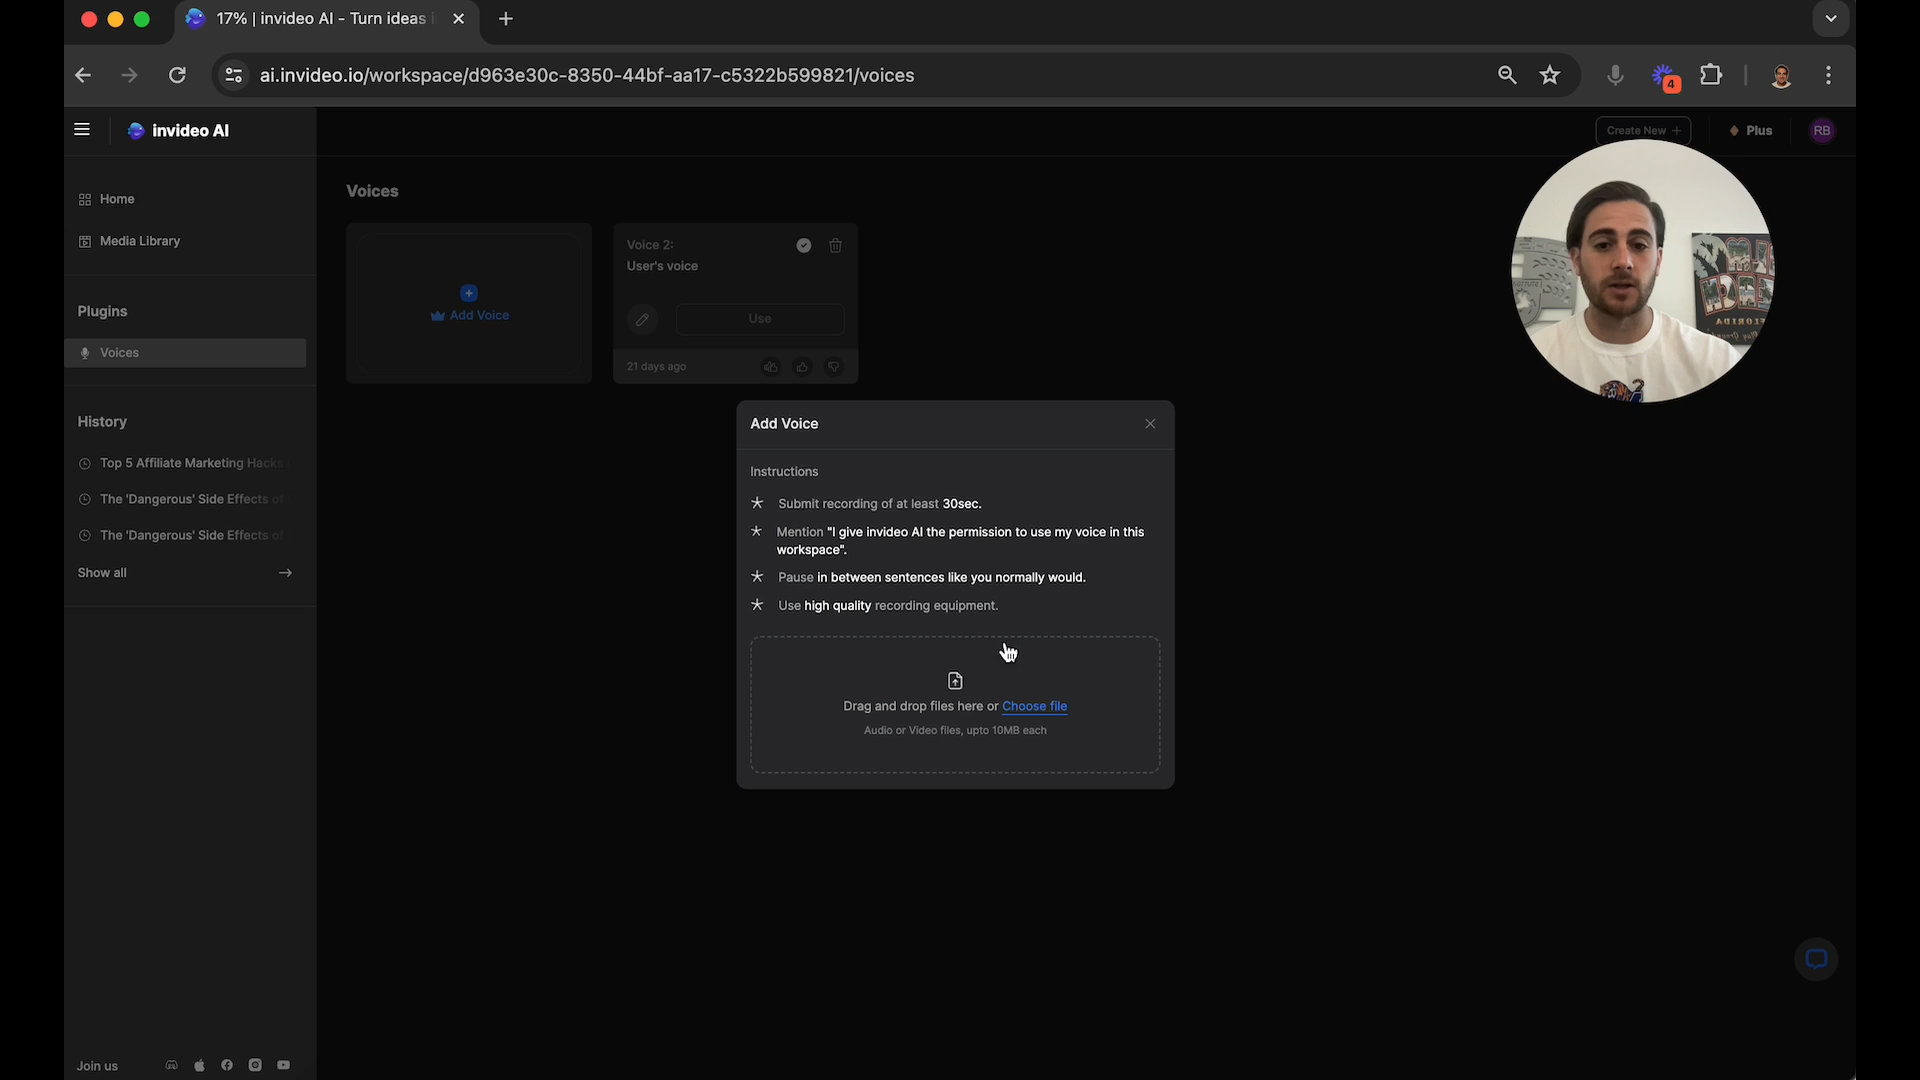 17% | invideo AI - Turn ideas i
ai.invideo.io/workspace/d963e30c-8350-44bf-aa17-c5322b599821/voices
4
invideo AI
Create New +
Plus
RB
Home
Media Library
Plugins
Voices
History
Top 5 Affiliate Marketing Hacks
The 'Dangerous' Side Effects of
The 'Dangerous' Side Effects of
Show all
Join us
Voices
Add Voice
Voice 2:
User's voice
Use
21 days ago
Add Voice
Instructions
Submit recording of at least 30sec.
Mention "I give invideo AI the permission to use my voice in this
workspace".
Pause in between sentences like you normally would.
Use high quality recording equipment.
Drag and drop files here or Choose file
Audio or Video files, upto 10MB each
FLORIDA